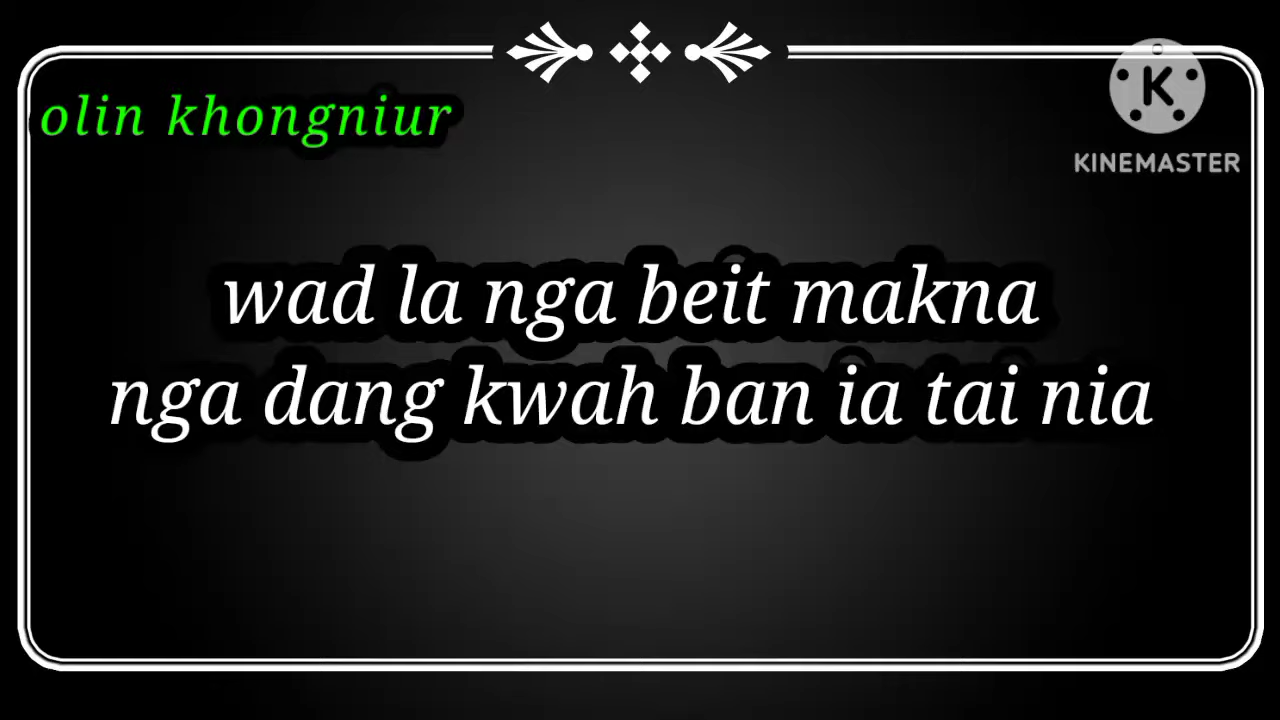 olin khongniur
K
KINEMASTER
wad la nga beit makna
nga dang kwah ban ia tai nia